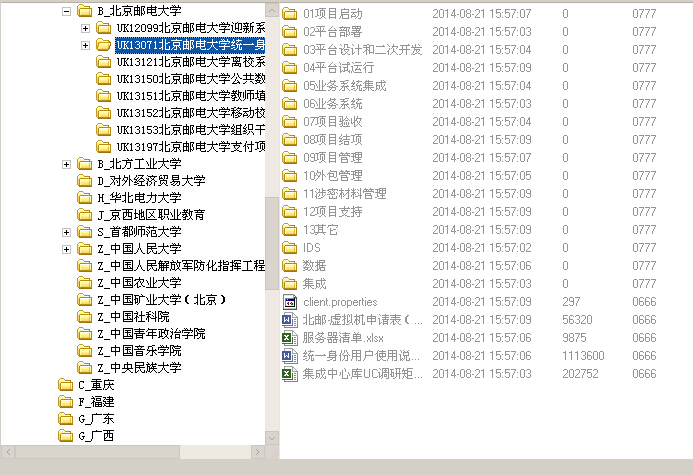 B_北京邮电大学
UK12099北京邮电大学迎新系
UK13071北京邮电大学统一身
UK13121北京邮电大学离校系
UK13150北京邮电大学公共数
UK13151北京邮电大学教师填
UK13152北京邮电大学移动校
UK13153北京邮电大学组织干
UK13197北京邮电大学支付项
B_北方工业大学
D_对外经济贸易大学
H_华北电力大学
J_京西地区职业教育
S_首都师范大学
Z_中国人民大学
Z_中国人民解放军防化指挥工程
Z_中国农业大学
Z_中国矿业大学(北京)
Z_中国社科院
Z_中国青年政治学院
Z_中国音乐学院
Z_中央民族大学
C_重庆
F_福建
G_广东
G_广西
01项目启动 2014-08-21 15:57:07 0 0777
02平台部署 2014-08-21 15:57:03 0 0777
03平台设计和二次开发 2014-08-21 15:57:09 0 0777
04平台试运行 2014-08-21 15:57:09 0 0777
05业务系统集成 2014-08-21 15:57:04 0 0777
06业务系统 2014-08-21 15:57:03 0 0777
07项目验收 2014-08-21 15:57:04 0 0777
08项目结项 2014-08-21 15:57:09 0 0777
09项目管理 2014-08-21 15:57:07 0 0777
10外包管理 2014-08-21 15:57:05 0 0777
11涉密材料管理 2014-08-21 15:57:09 0 0777
12项目支持 2014-08-21 15:57:09 0 0777
13其它 2014-08-21 15:57:09 0 0777
IDS 2014-08-21 15:57:02 0 0777
数据 2014-08-21 15:57:06 0 0777
集成 2014-08-21 15:57:03 0 0777
client.properties 2014-08-21 15:57:09 297 0666
北邮-虚拟机申请表(... 2014-08-21 15:57:09 56320 0666
服务器清单.xlsx 2014-08-21 15:57:06 9875 0666
统一身份用户使用说... 2014-08-21 15:57:06 1113600 0666
集成中心库UC调研矩... 2014-08-21 15:57:03 202752 0666